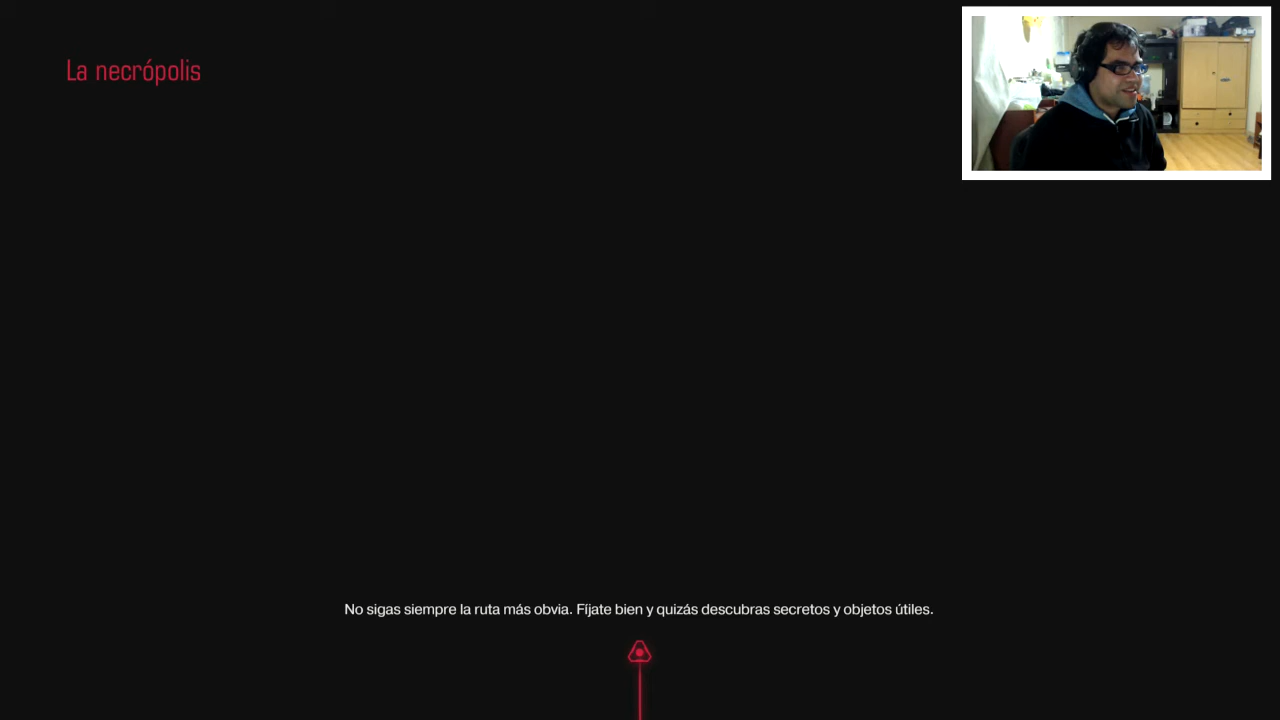 La necrópolis
No sigas siempre la ruta más obvia. Fíjate bien y quizás descubras secretos y objetos útiles.